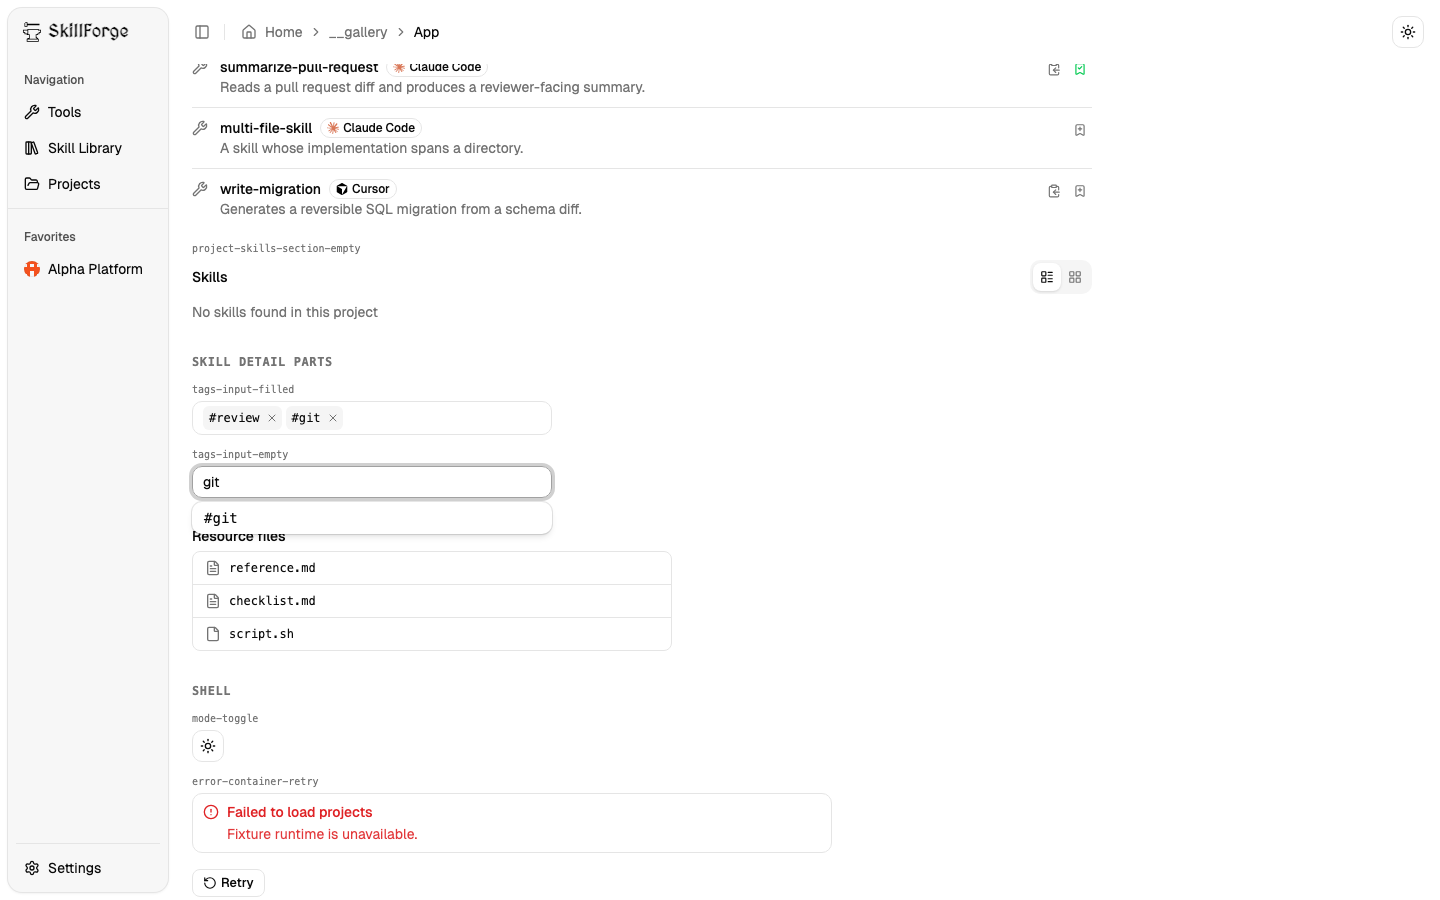 SkillForge
Home > __gallery > App
Navigation
Tools
Skill Library
Projects
Favorites
Alpha Platform
Settings
summarize-pull-request Claude Code
Reads a pull request diff and produces a reviewer-facing summary.
multi-file-skill Claude Code
A skill whose implementation spans a directory.
write-migration Cursor
Generates a reversible SQL migration from a schema diff.
project-skills-section-empty
Skills
No skills found in this project
SKILL DETAIL PARTS
tags-input-filled
#review #git
tags-input-empty
git
#git
Resource files
reference.md
checklist.md
script.sh
SHELL
mode-toggle
error-container-retry
Failed to load projects
Fixture runtime is unavailable.
Retry